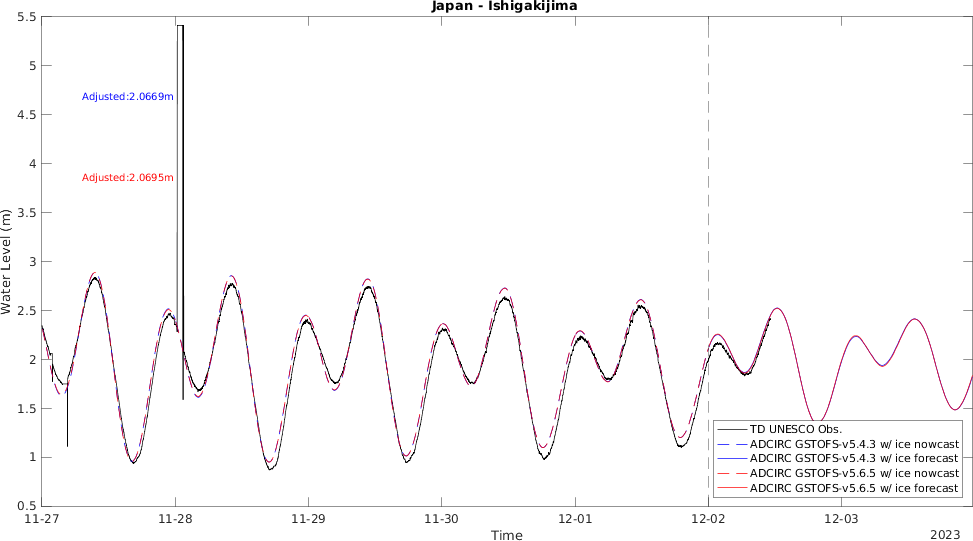 Japan - Ishigakijima
5.5
5
4.5
4
3.5
3
2.5
2
1.5
1
0.5
Water Level (m)
Adjusted:2.0669m
Adjusted:2.0695m
TD UNESCO Obs.
ADCIRC GSTOFS-v5.4.3 w/ ice nowcast
ADCIRC GSTOFS-v5.4.3 w/ ice forecast
ADCIRC GSTOFS-v5.6.5 w/ ice nowcast
ADCIRC GSTOFS-v5.6.5 w/ ice forecast
11-27 11-28 11-29 11-30 12-01 12-02 12-03
Time
2023